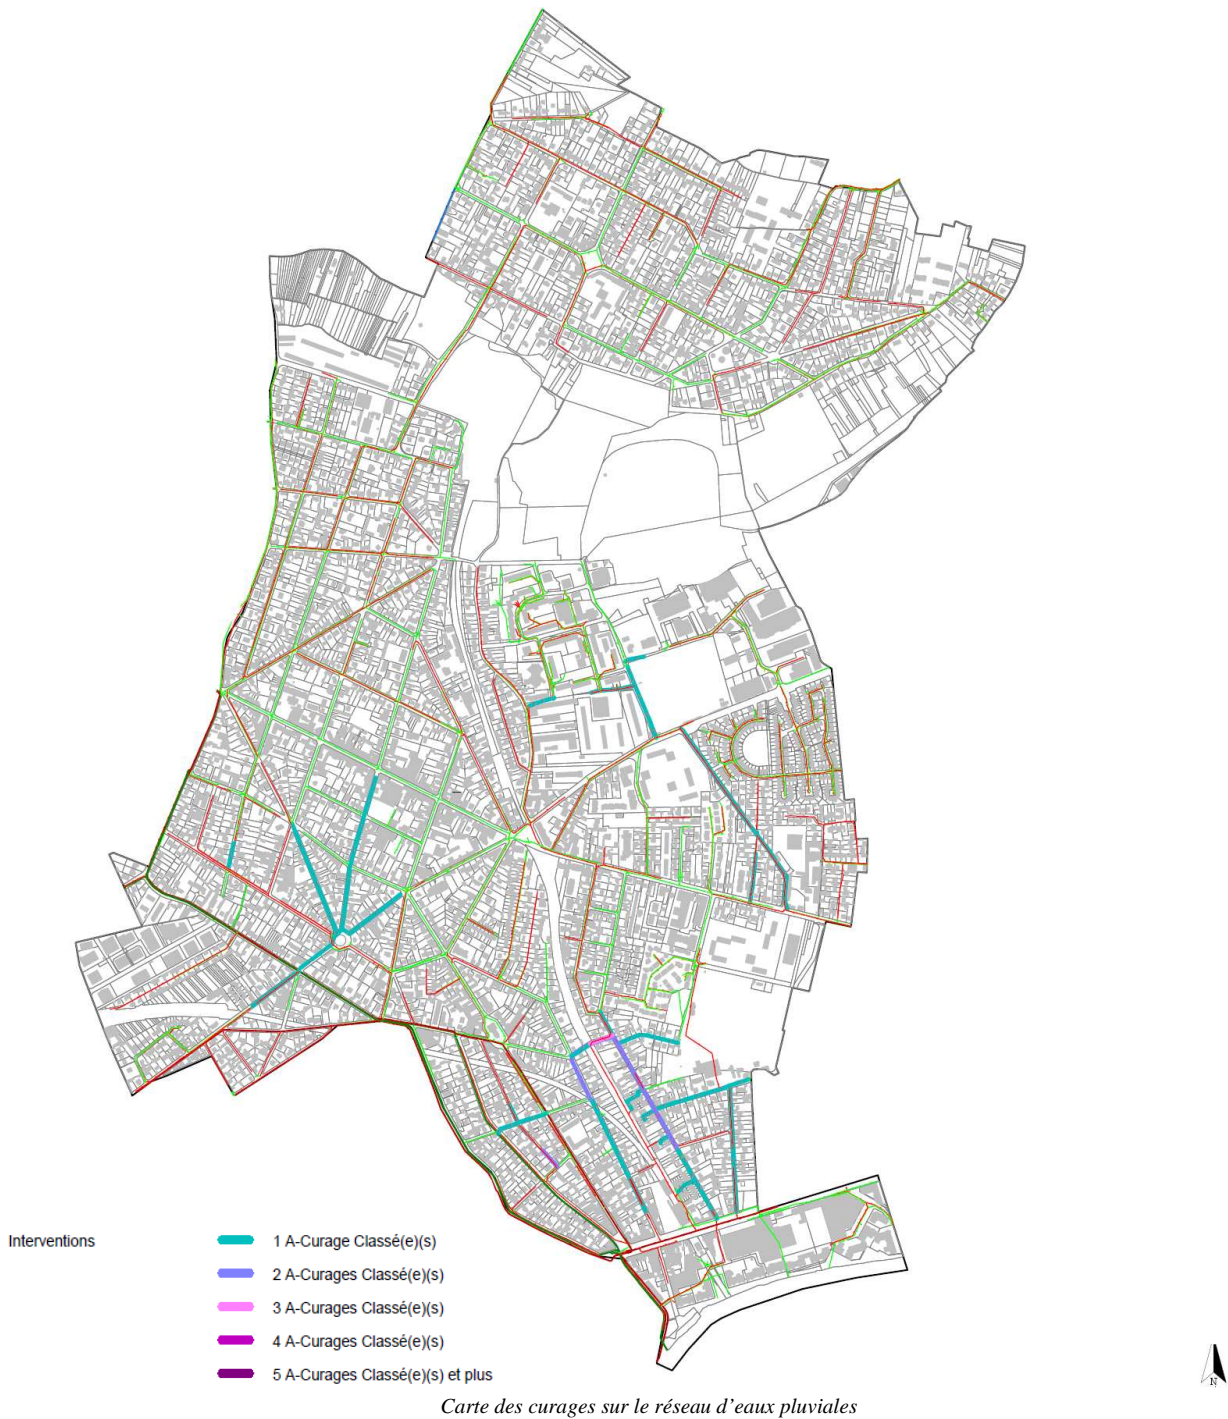 Interventions
1 A-Curage Classé(e)(s)
2 A-Curages Classé(e)(s)
3 A-Curages Classé(e)(s)
4 A-Curages Classé(e)(s)
5 A-Curages Classé(e)(s) et plus
N
Carte des curages sur le réseau d'eaux pluviales